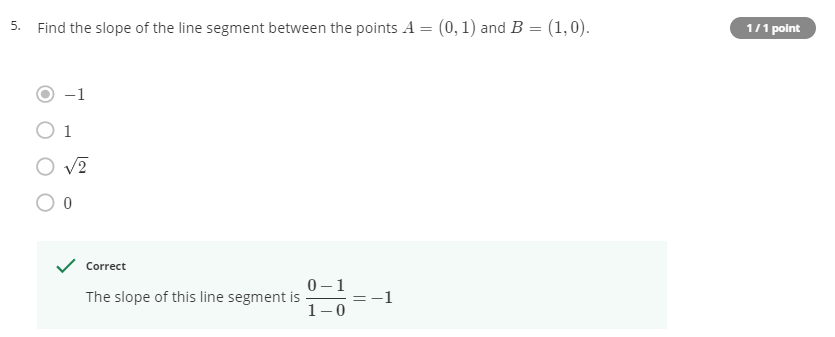 5. Find the slope of the line segment between the points A = (0, 1) and B = (1, 0).
1 / 1 point
−1
1
√2
0
Correct
The slope of this line segment is \frac{0 − 1}{1 − 0} = −1